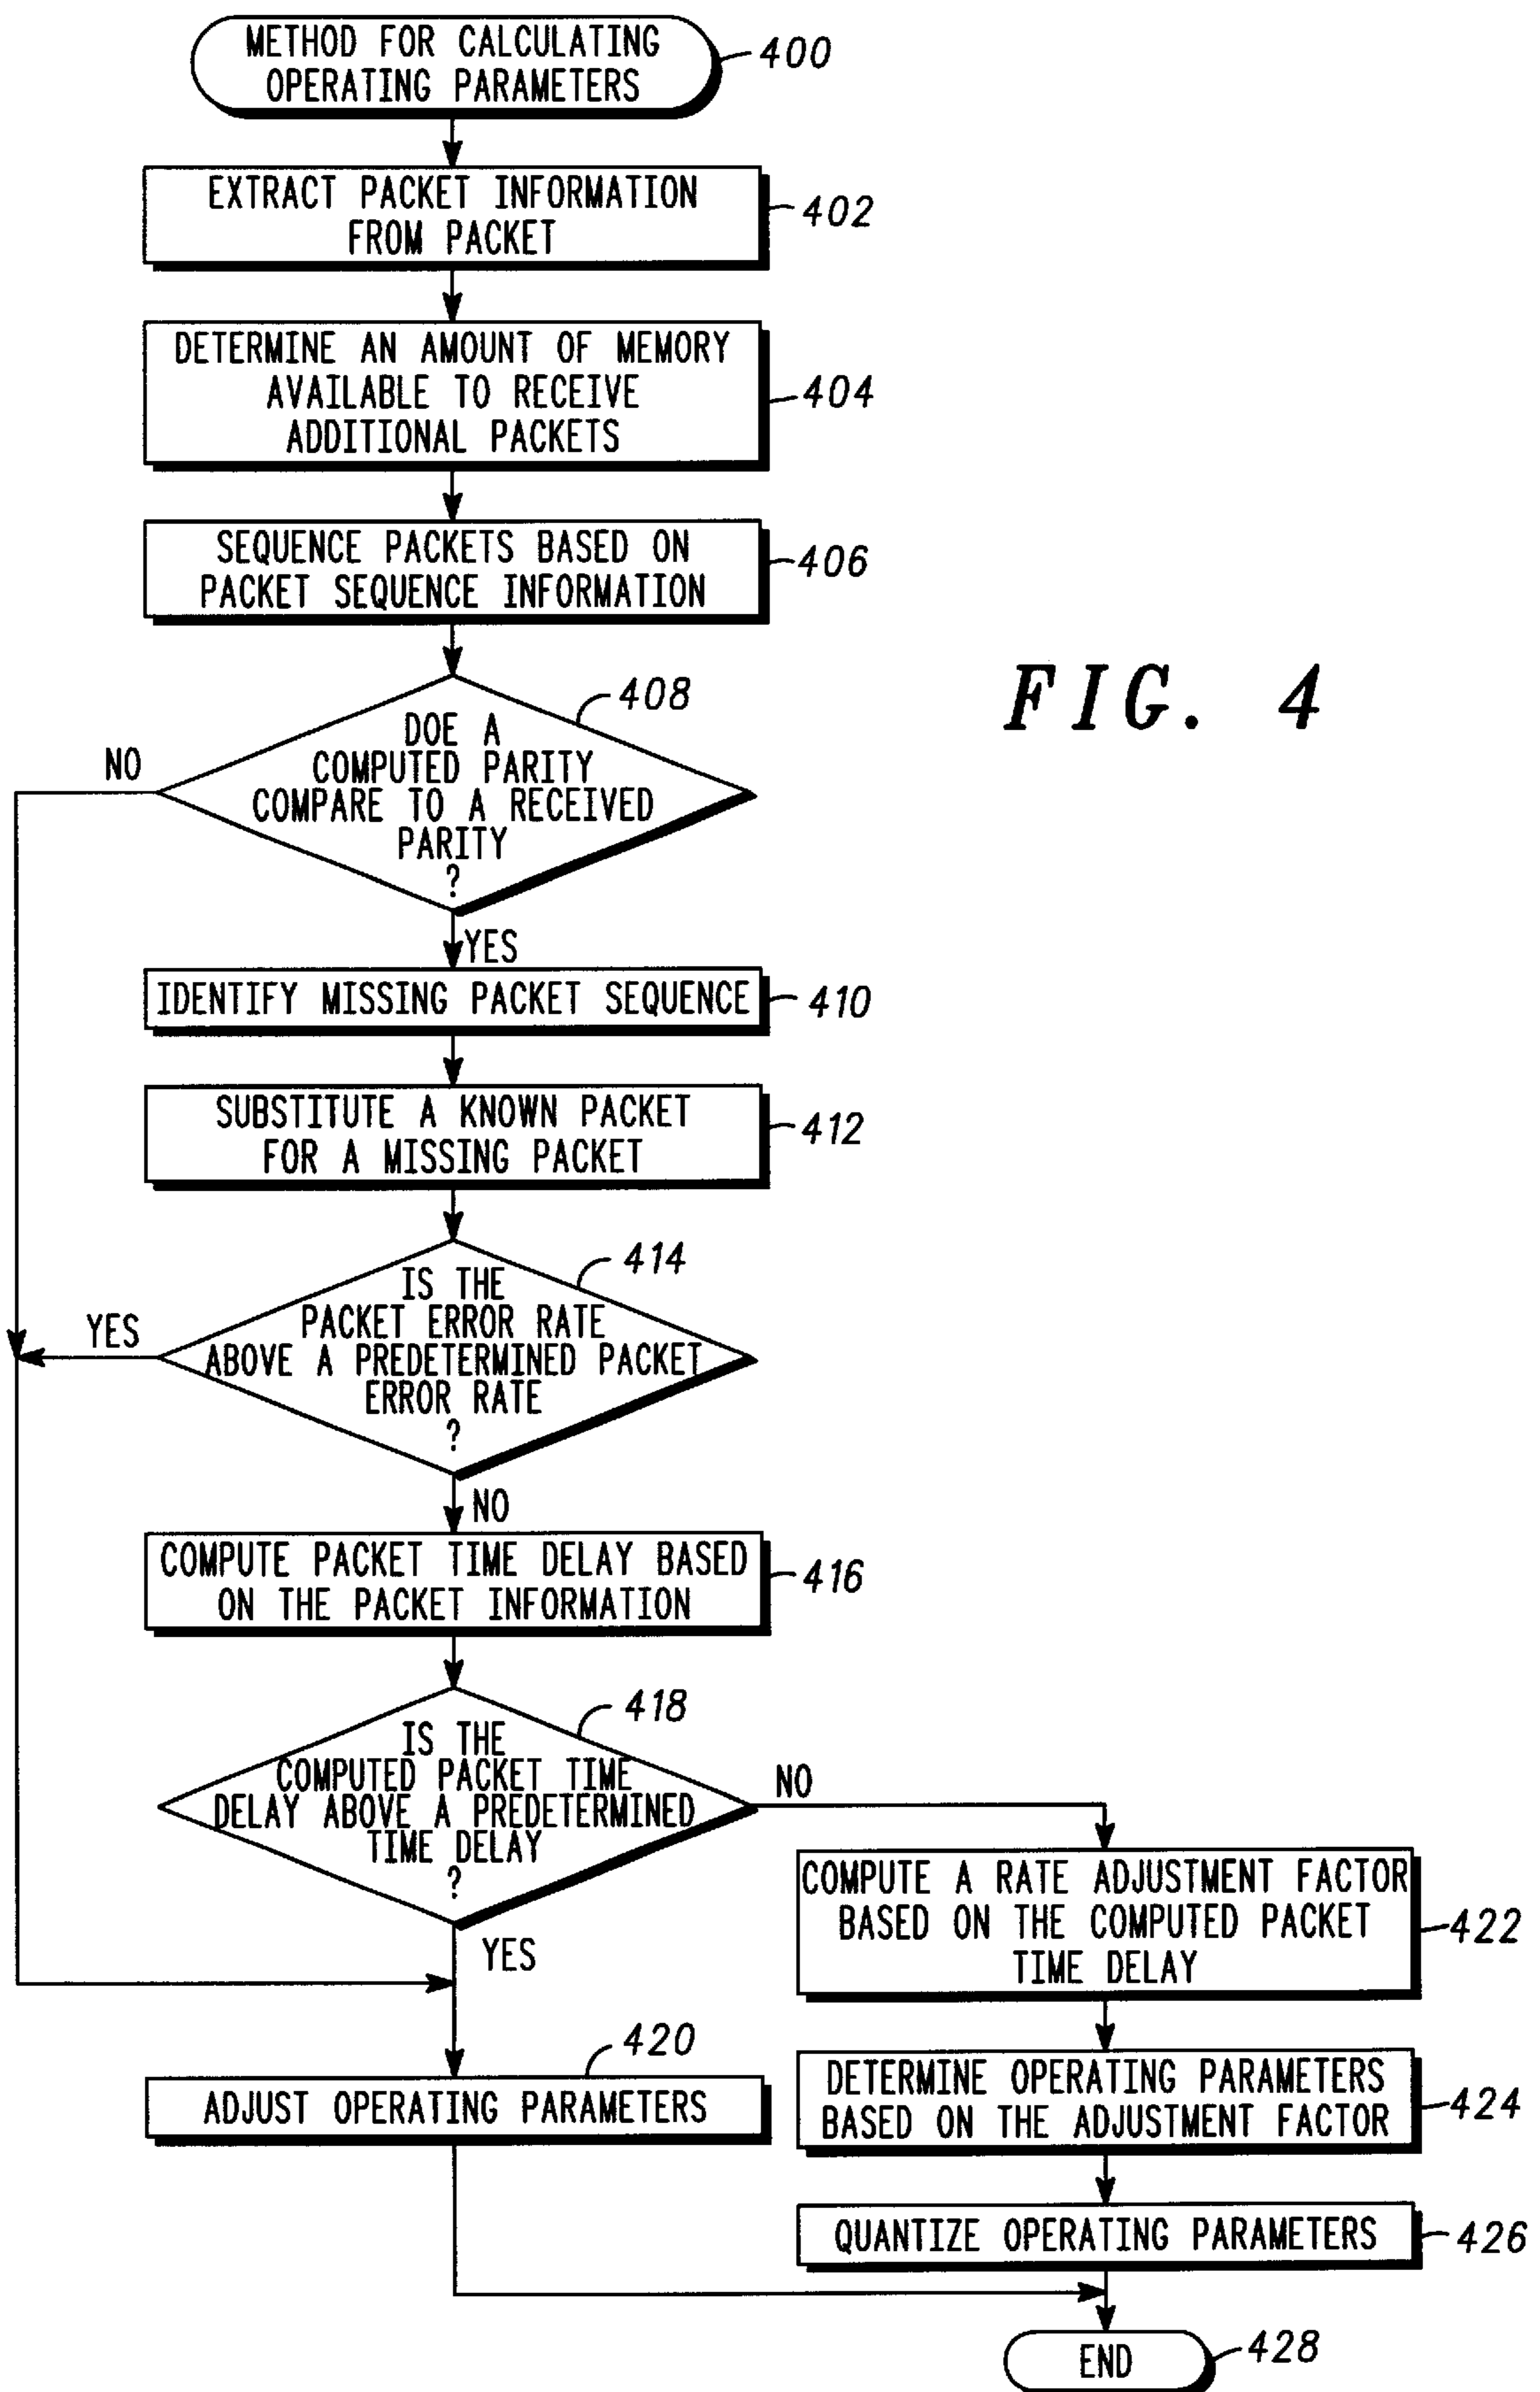 METHOD FOR CALCULATING
OPERATING PARAMETERS
400
EXTRACT PACKET INFORMATION
FROM PACKET
402
DETERMINE AN AMOUNT OF MEMORY
AVAILABLE TO RECEIVE
ADDITIONAL PACKETS
404
SEQUENCE PACKETS BASED ON
PACKET SEQUENCE INFORMATION
406
FIG. 4
408
DOE A
COMPUTED PARITY
COMPARE TO A RECEIVED
PARITY
?
NO
YES
IDENTIFY MISSING PACKET SEQUENCE
410
SUBSTITUTE A KNOWN PACKET
FOR A MISSING PACKET
412
414
IS THE
PACKET ERROR RATE
ABOVE A PREDETERMINED PACKET
ERROR RATE
?
YES
NO
COMPUTE PACKET TIME DELAY BASED
ON THE PACKET INFORMATION
416
418
IS THE
COMPUTED PACKET TIME
DELAY ABOVE A PREDETERMINED
TIME DELAY
?
NO
YES
COMPUTE A RATE ADJUSTMENT FACTOR
BASED ON THE COMPUTED PACKET
TIME DELAY
422
420
ADJUST OPERATING PARAMETERS
DETERMINE OPERATING PARAMETERS
BASED ON THE ADJUSTMENT FACTOR
424
QUANTIZE OPERATING PARAMETERS
426
END
428